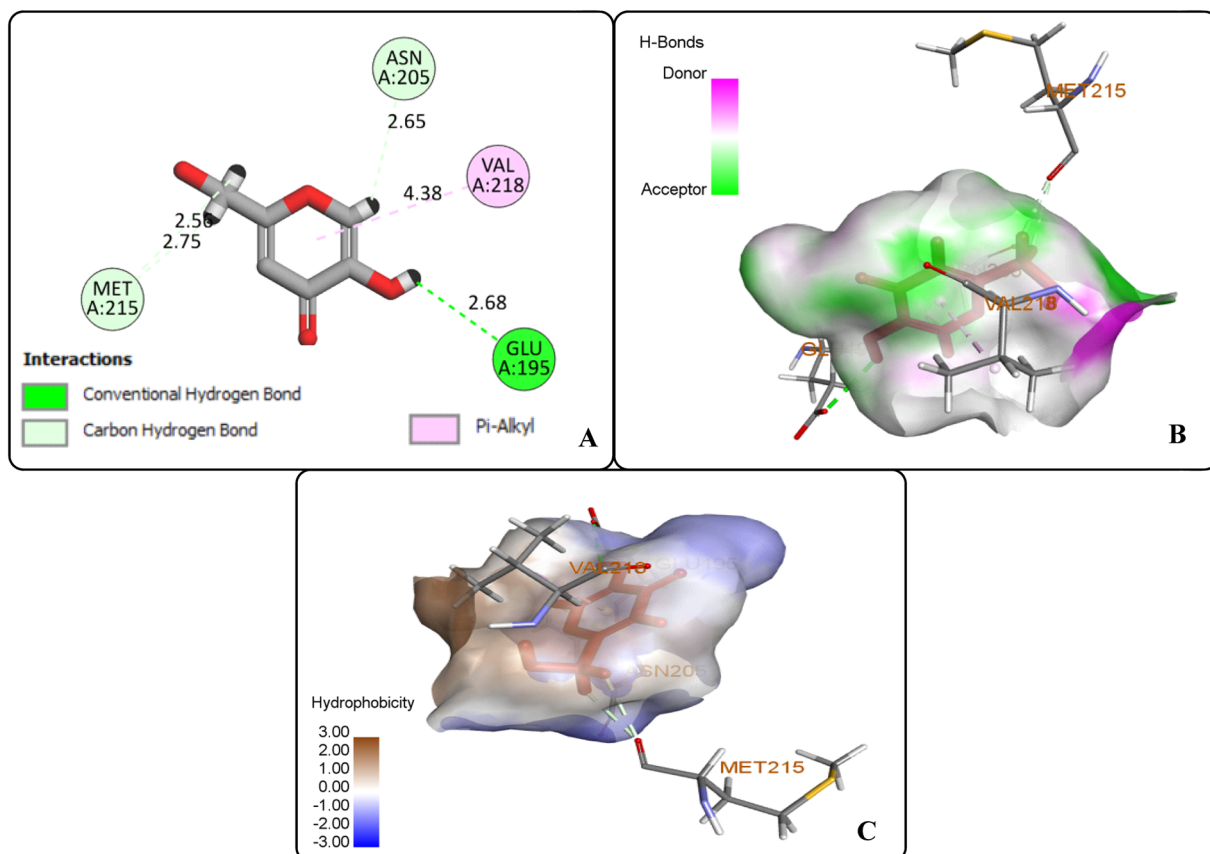 ASN
A:205
2.65
VAL
A:218
4.38
2.56
2.75
MET
A:215
2.68
GLU
A:195
Interactions
Conventional Hydrogen Bond
Carbon Hydrogen Bond
Pi-Alkyl
A
H-Bonds
Donor
Acceptor
MET215
VAL218
B
VAL218
GLU195
ASN205
Hydrophobicity
3.00
2.00
1.00
0.00
-1.00
-2.00
-3.00
MET215
C